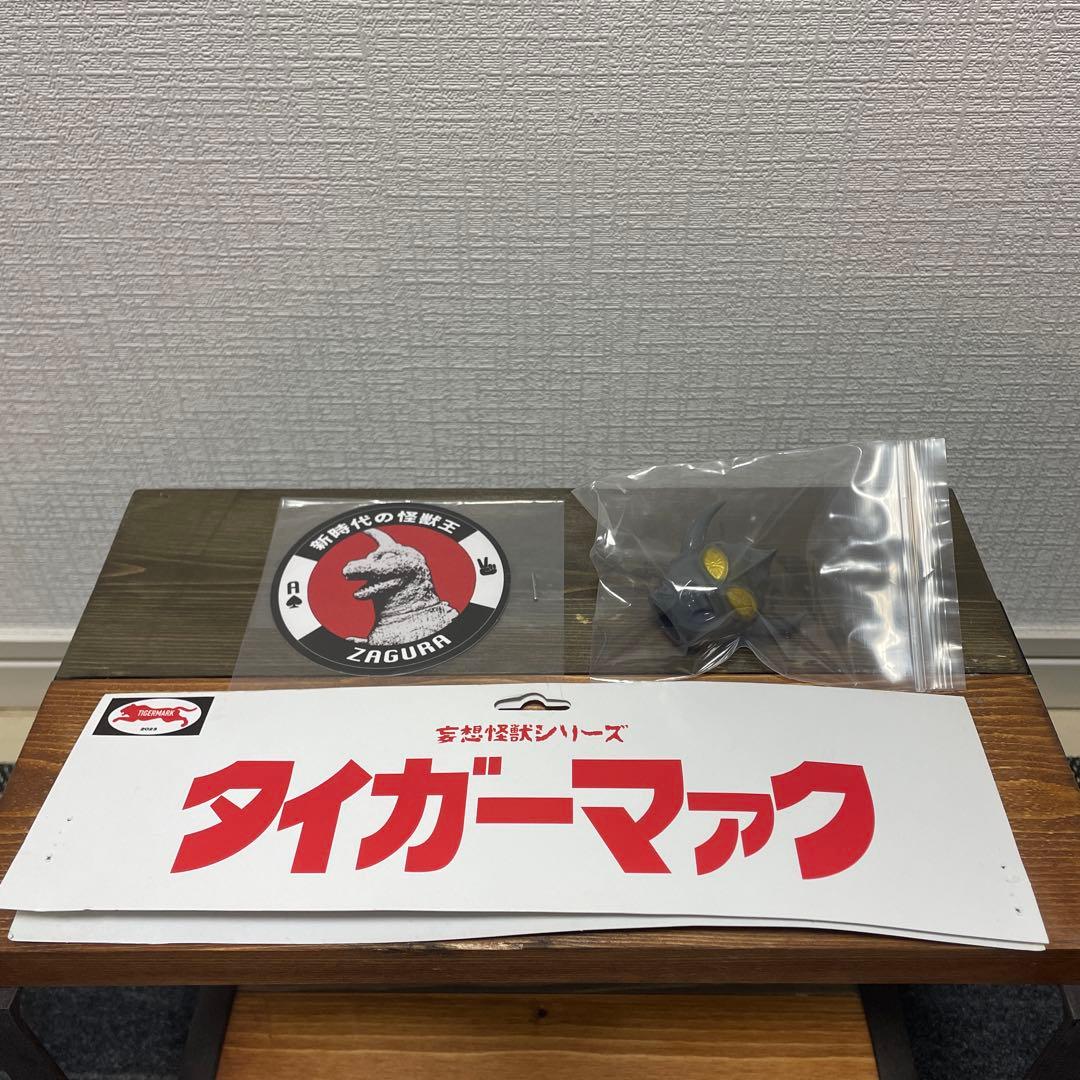 新時代の怪獣王
A
ZAGURA
TIGERMARK
2023
妄想怪獣シリーズ
タイガーマァク